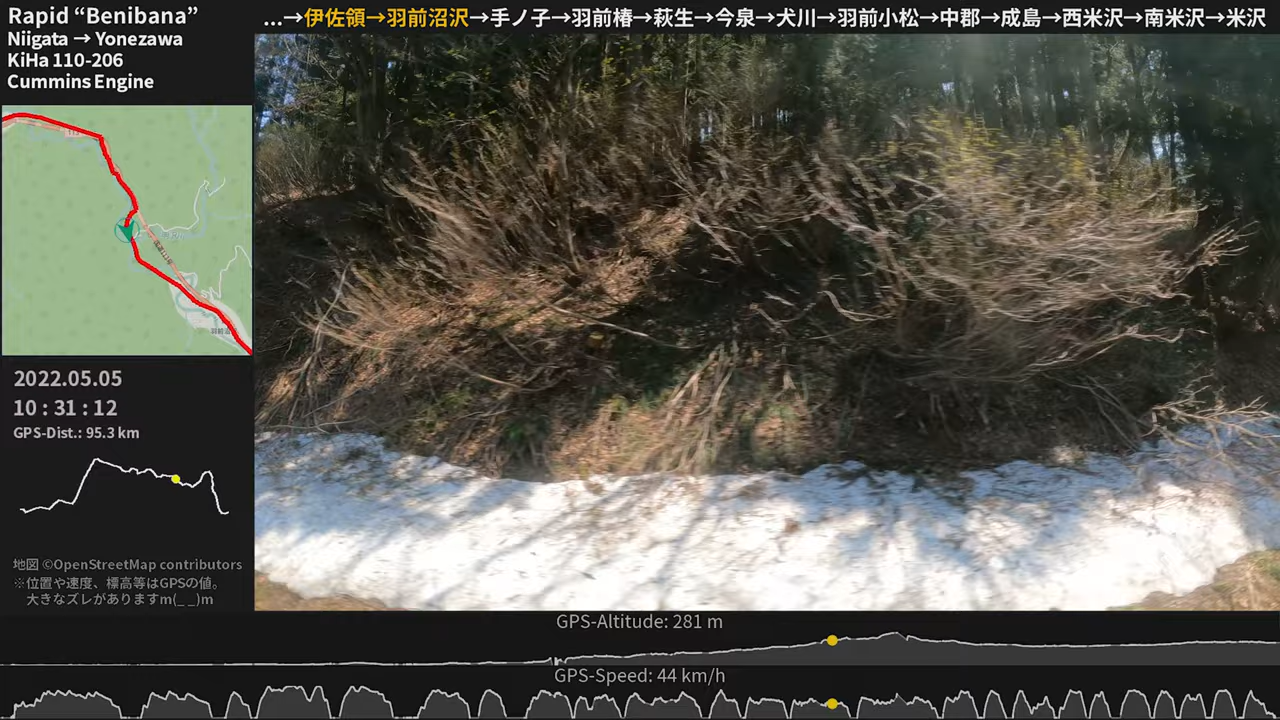 Rapid “Benibana”
Niigata → Yonezawa
KiHa 110-206
Cummins Engine
...→伊佐領→羽前沼沢→手ノ子→羽前椿→萩生→今泉→犬川→羽前小松→中郡→成島→西米沢→南米沢→米沢
2022.05.05
10 : 31 : 12
GPS-Dist.: 95.3 km
地図 ©OpenStreetMap contributors
※位置や速度、標高等はGPSの値。
大きなズレがありますm(_ _)m
GPS-Altitude: 281 m
GPS-Speed: 44 km/h